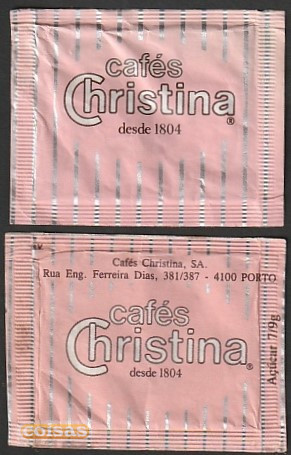 cafés
Christina®
desde 1804
Cafés Christina, SA.
Rua Eng. Ferreira Dias, 381/387 - 4100 PORTO
cafés
Christina®
desde 1804
Açúcar 7/9g
coisas